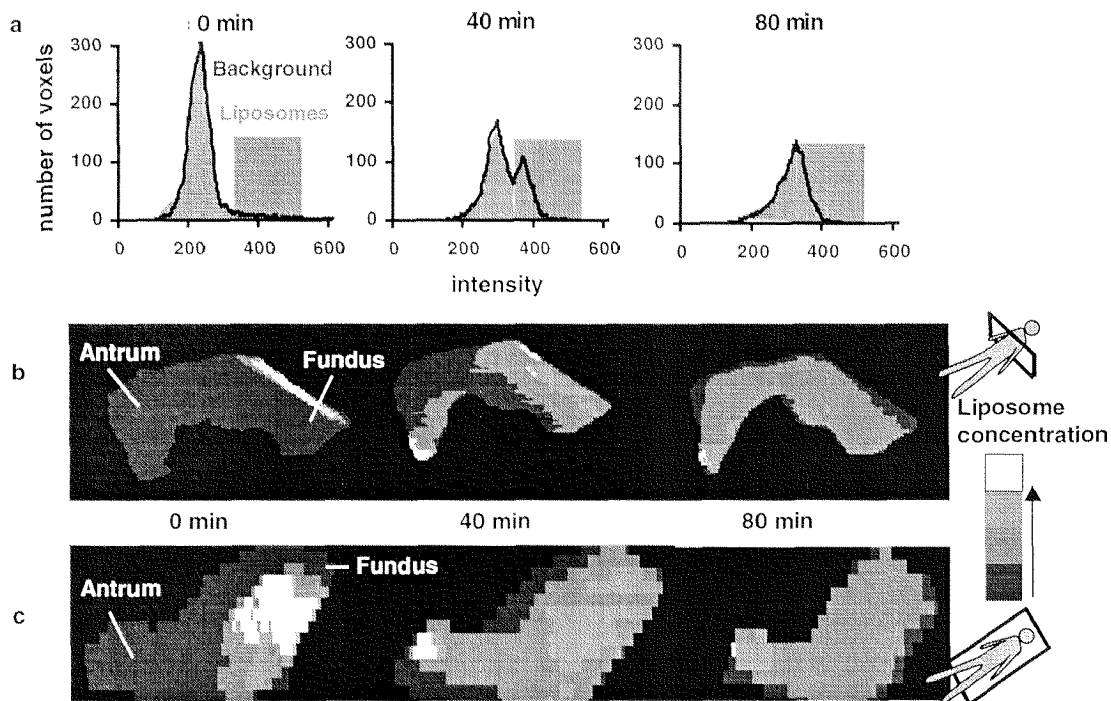 a
0 min
40 min
80 min
number of voxels
300
200
100
0
Background
Liposomes
0 200 400 600
300
200
100
0
0 200 400 600
300
200
100
0
0 200 400 600
intensity
b
Antrum
Fundus
Liposome
concentration
0 min
40 min
80 min
c
Antrum
Fundus